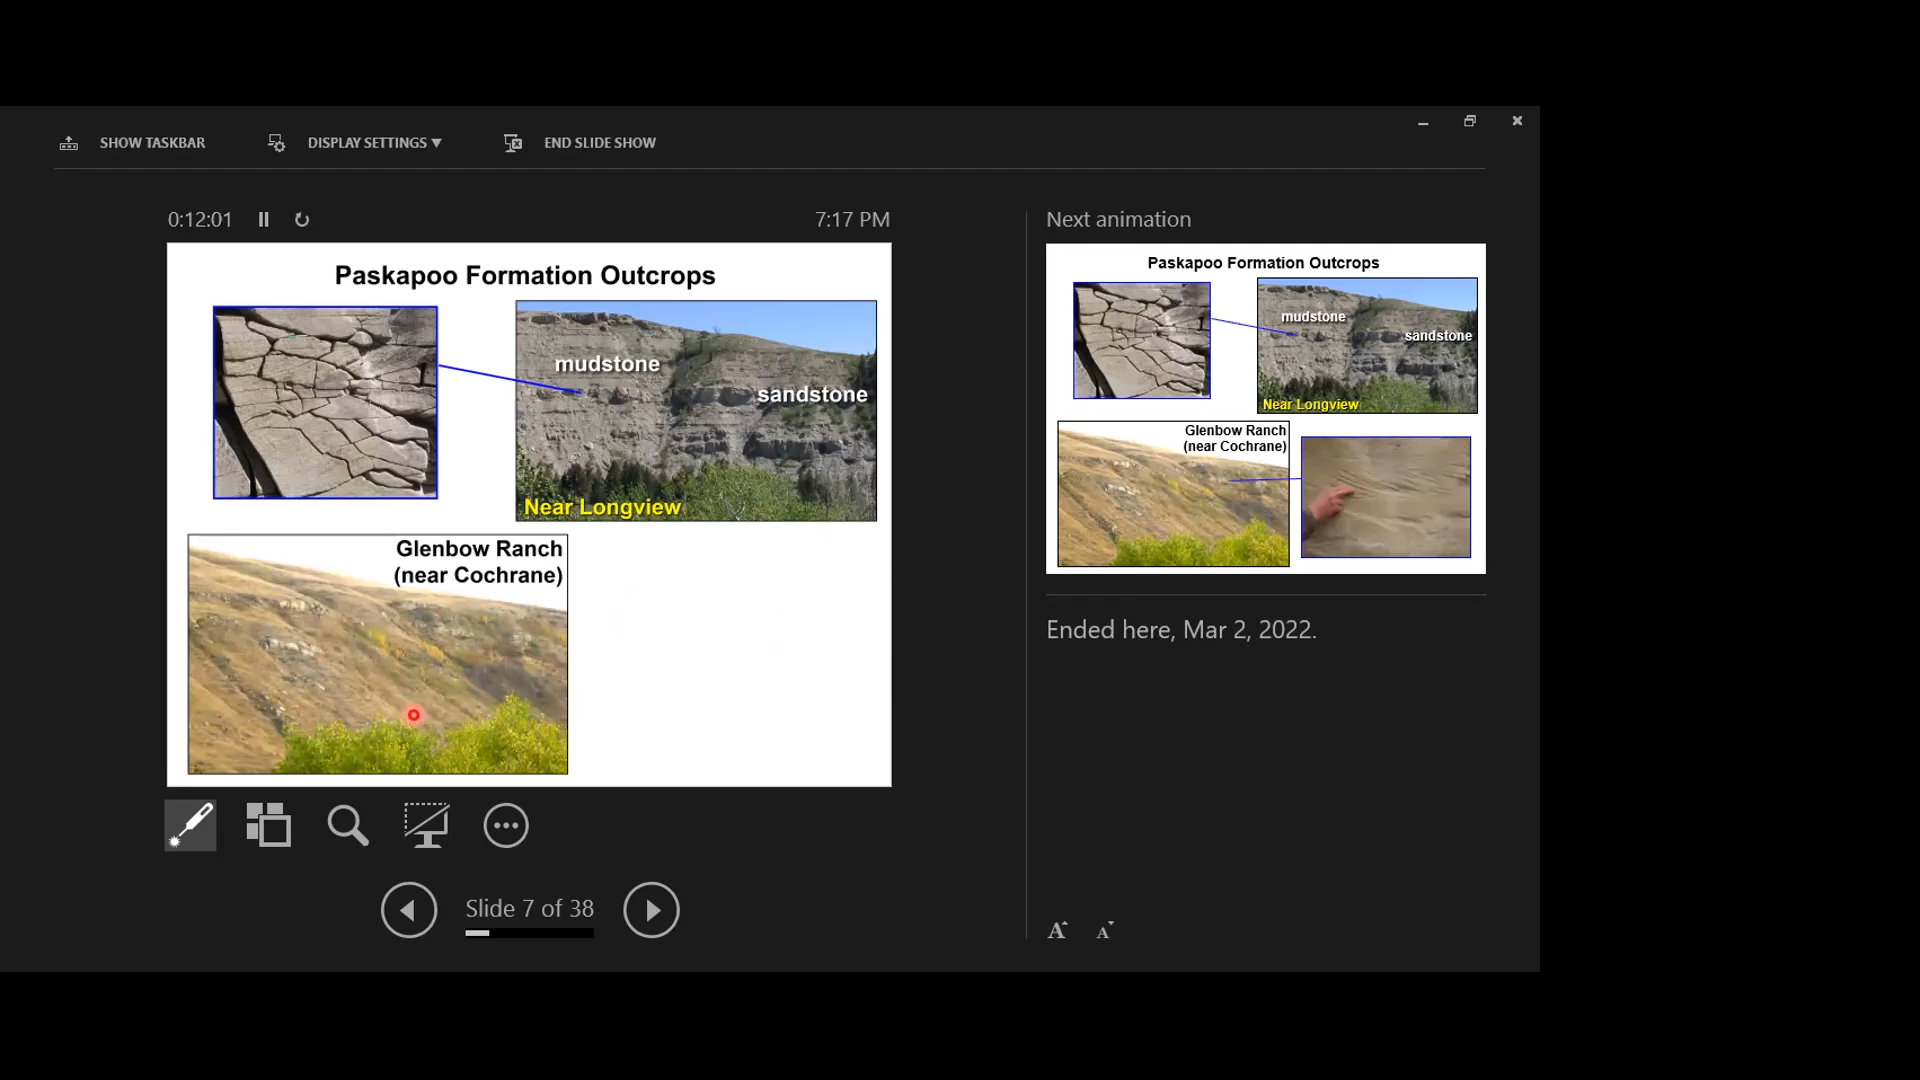 SHOW TASKBAR
DISPLAY SETTINGS ▼
END SLIDE SHOW
0:12:01
7:17 PM
Next animation
Paskapoo Formation Outcrops
mudstone
sandstone
Near Longview
Glenbow Ranch
(near Cochrane)
Paskapoo Formation Outcrops
mudstone
sandstone
Near Longview
Glenbow Ranch
(near Cochrane)
Ended here, Mar 2, 2022.
Slide 7 of 38
A A